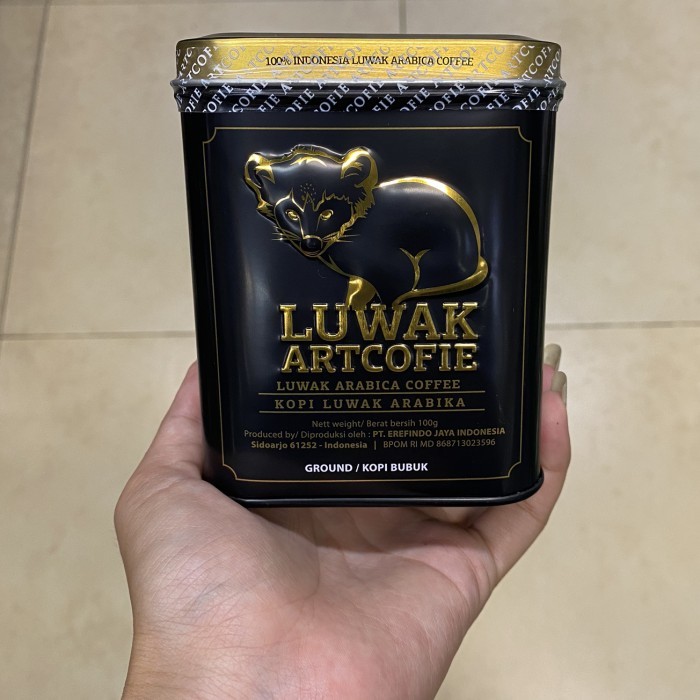 100% INDONESIA LUWAK ARABICA COFFEE
LUWAK
ARTCOFIE
LUWAK ARABICA COFFEE
KOPI LUWAK ARABIKA
Nett weight/ Berat bersih 100g
Produced by/ Diproduksi oleh : PT. EREFINDO JAYA INDONESIA
Sidoarjo 61252 - Indonesia | BPOM RI MD 868713023596
GROUND / KOPI BUBUK